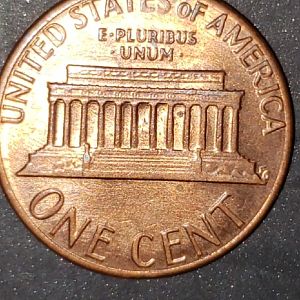 UNITED STATES OF AMERICA
E·PLURIBUS
·UNUM·
ONE CENT